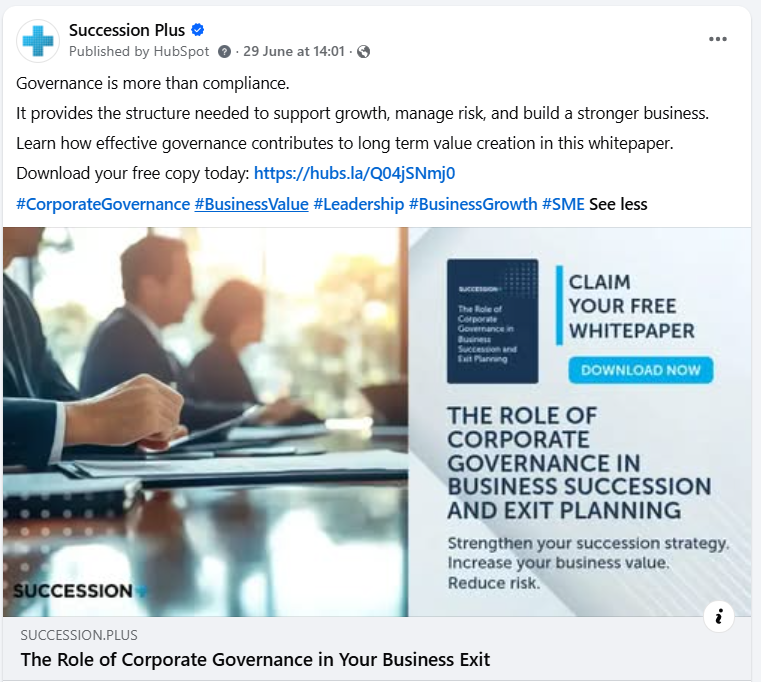 Succession Plus
Published by HubSpot · 29 June at 14:01 ·
Governance is more than compliance.
It provides the structure needed to support growth, manage risk, and build a stronger business.
Learn how effective governance contributes to long term value creation in this whitepaper.
Download your free copy today: https://hubs.la/Q04jSNmj0
#CorporateGovernance #BusinessValue #Leadership #BusinessGrowth #SME See less
SUCCESSION+
The Role of
Corporate
Governance in
Business
Succession and
Exit Planning
CLAIM
YOUR FREE
WHITEPAPER
DOWNLOAD NOW
THE ROLE OF
CORPORATE
GOVERNANCE IN
BUSINESS SUCCESSION
AND EXIT PLANNING
Strengthen your succession strategy.
Increase your business value.
Reduce risk.
SUCCESSION+
SUCCESSION.PLUS
The Role of Corporate Governance in Your Business Exit